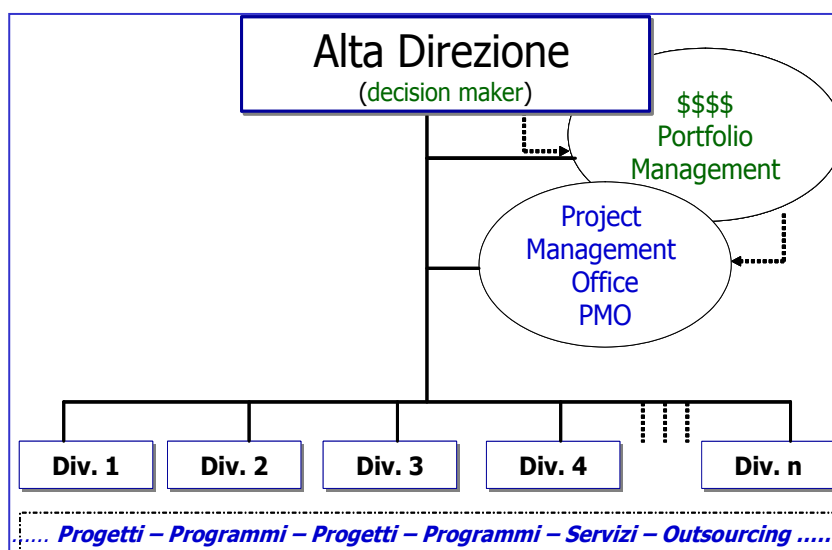 Alta Direzione
(decision maker)
$$$$
Portfolio
Management
Project
Management
Office
PMO
Div. 1 Div. 2 Div. 3 Div. 4 Div. n
...... Progetti – Programmi – Progetti – Programmi – Servizi – Outsourcing .....